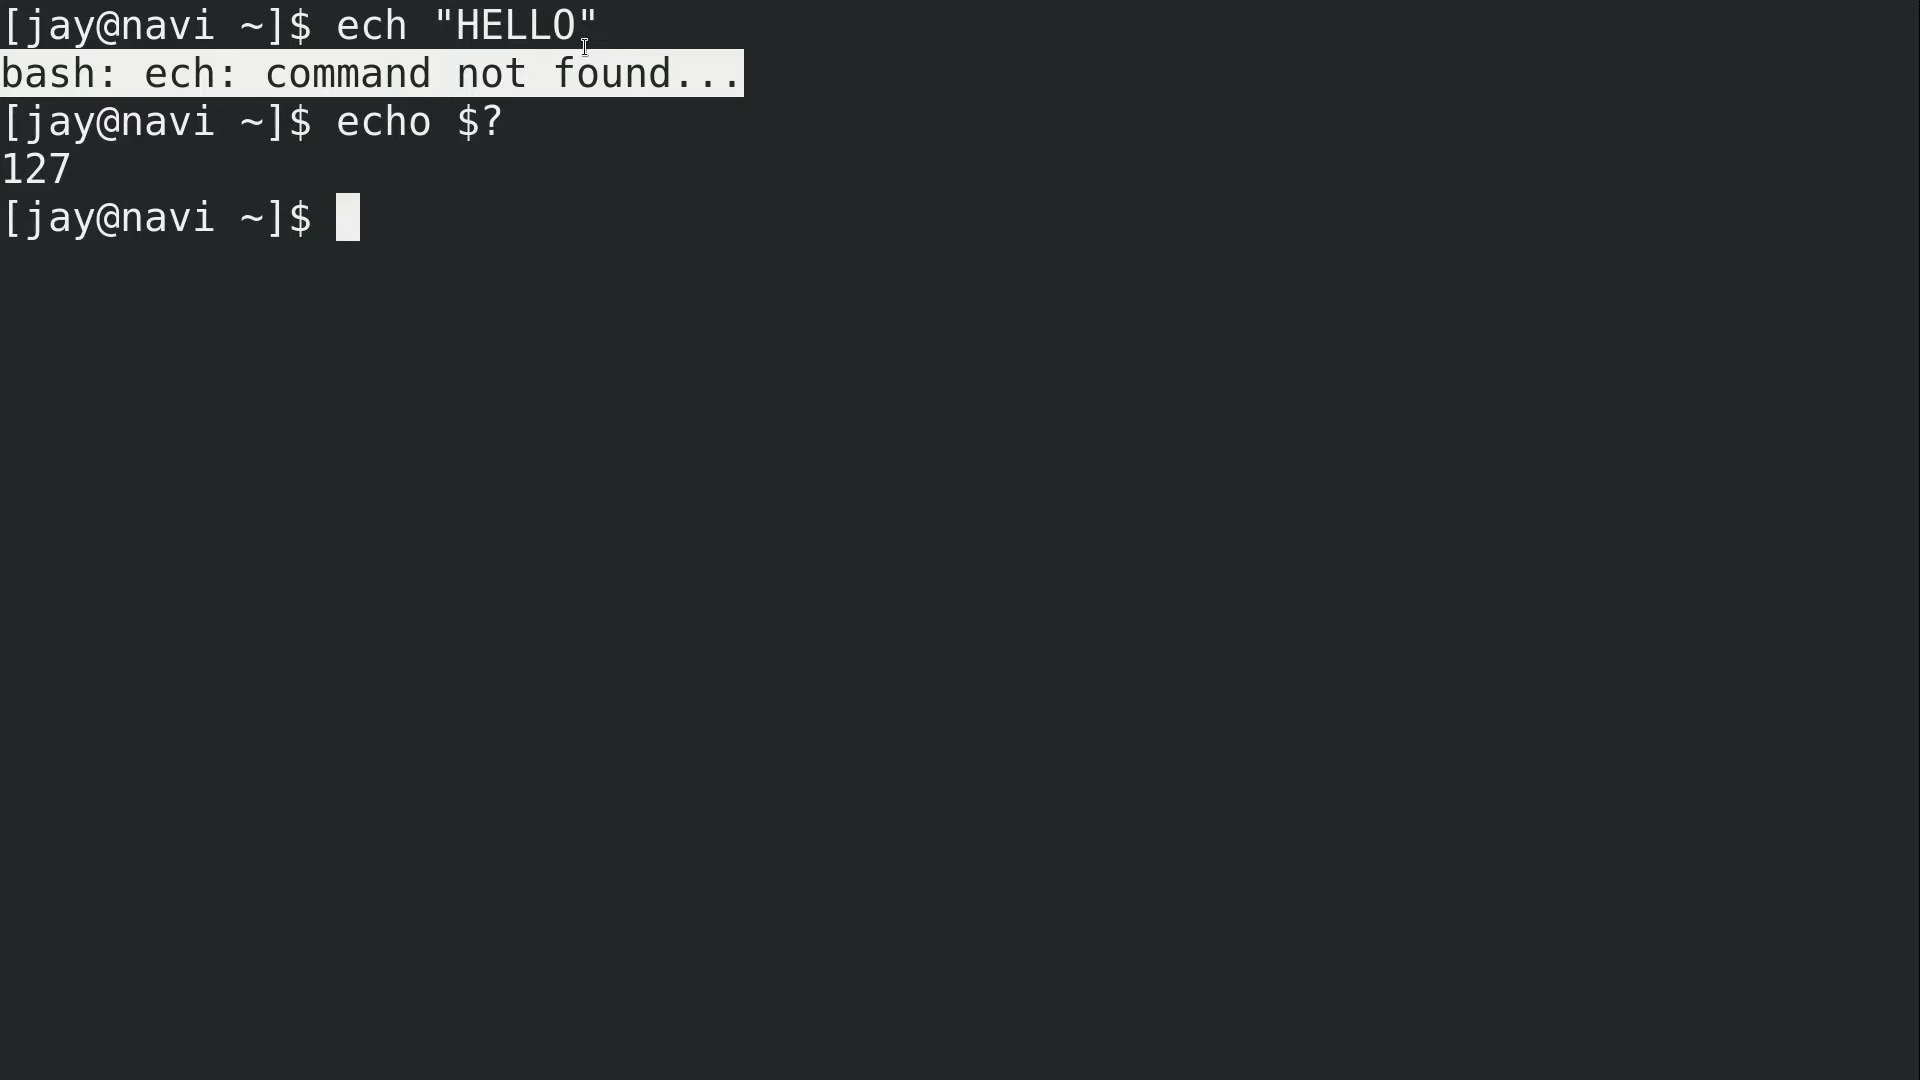 [jay@navi ~]$ ech "HELLO"
bash: ech: command not found...
[jay@navi ~]$ echo $?
127
[jay@navi ~]$